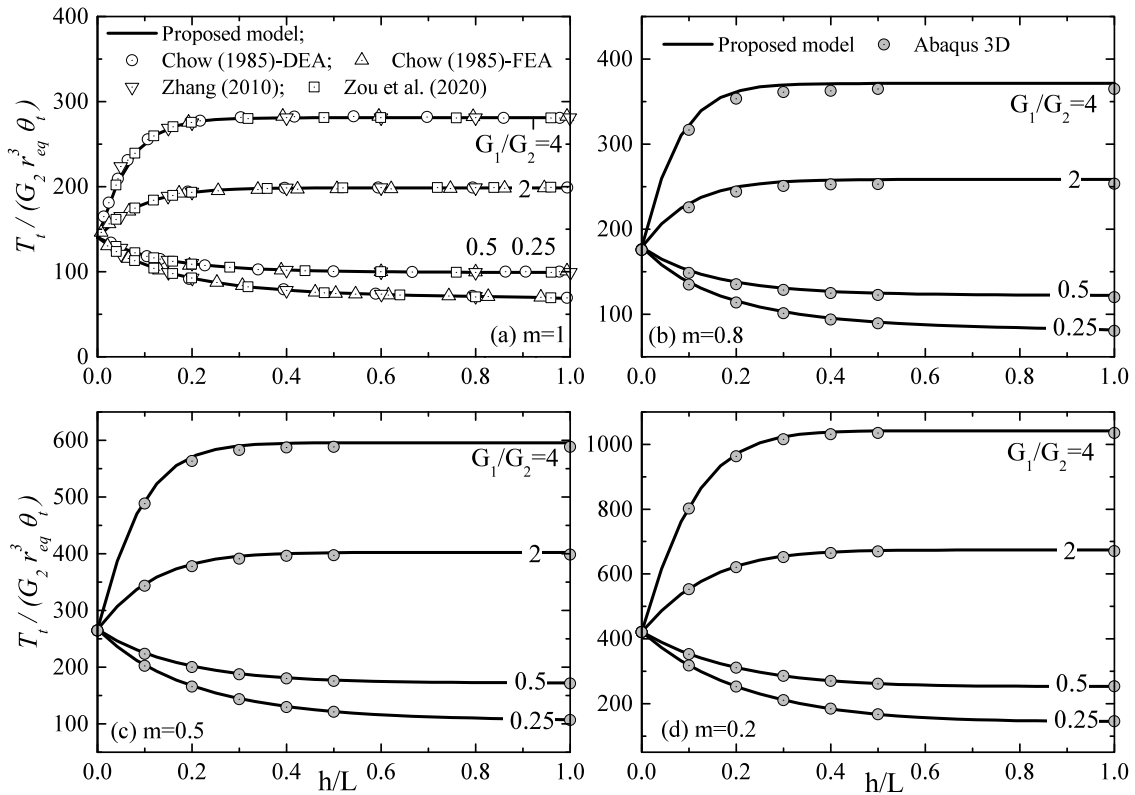 400
300
200
100
0
T_t / (G_2 r^3_eq θ_t)
Proposed model;
Chow (1985)-DEA; Chow (1985)-FEA
Zhang (2010); Zou et al. (2020)
G1/G2=4
2
0.5 0.25
(a) m=1
0.0 0.2 0.4 0.6 0.8 1.0
400
300
200
100
Proposed model Abaqus 3D
G1/G2=4
2
0.5
0.25
(b) m=0.8
0.0 0.2 0.4 0.6 0.8 1.0
600
500
400
300
200
100
T_t / (G_2 r^3_eq θ_t)
G1/G2=4
2
0.5
0.25
(c) m=0.5
0.0 0.2 0.4 0.6 0.8 1.0
h/L
1000
800
600
400
200
G1/G2=4
2
0.5
0.25
(d) m=0.2
0.0 0.2 0.4 0.6 0.8 1.0
h/L